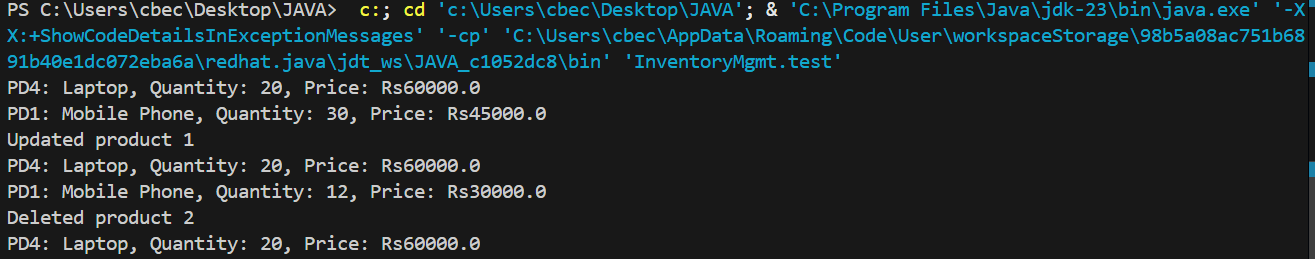 PS C:\Users\cbec\Desktop\JAVA>  c:; cd 'c:\Users\cbec\Desktop\JAVA'; & 'C:\Program Files\Java\jdk-23\bin\java.exe' '-X
X:+ShowCodeDetailsInExceptionMessages' '-cp' 'C:\Users\cbec\AppData\Roaming\Code\User\workspaceStorage\98b5a08ac751b68
91b40e1dc072eba6a\redhat.java\jdt_ws\JAVA_c1052dc8\bin' 'InventoryMgmt.test'
PD4: Laptop, Quantity: 20, Price: Rs60000.0
PD1: Mobile Phone, Quantity: 30, Price: Rs45000.0
Updated product 1
PD4: Laptop, Quantity: 20, Price: Rs60000.0
PD1: Mobile Phone, Quantity: 12, Price: Rs30000.0
Deleted product 2
PD4: Laptop, Quantity: 20, Price: Rs60000.0